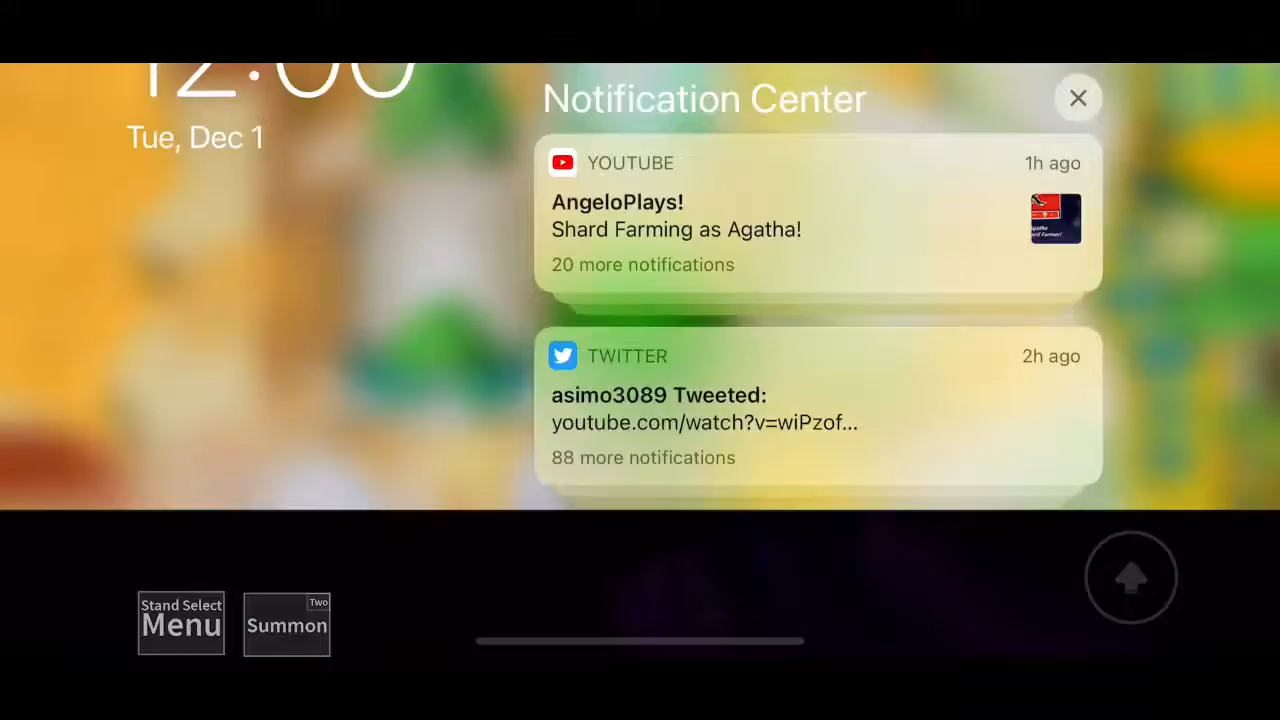 12:00
Tue, Dec 1
Notification Center
YOUTUBE
1h ago
AngeloPlays!
Shard Farming as Agatha!
20 more notifications
TWITTER
2h ago
asimo3089 Tweeted:
youtube.com/watch?v=wiPzof...
88 more notifications
Stand Select
Menu
Two
Summon